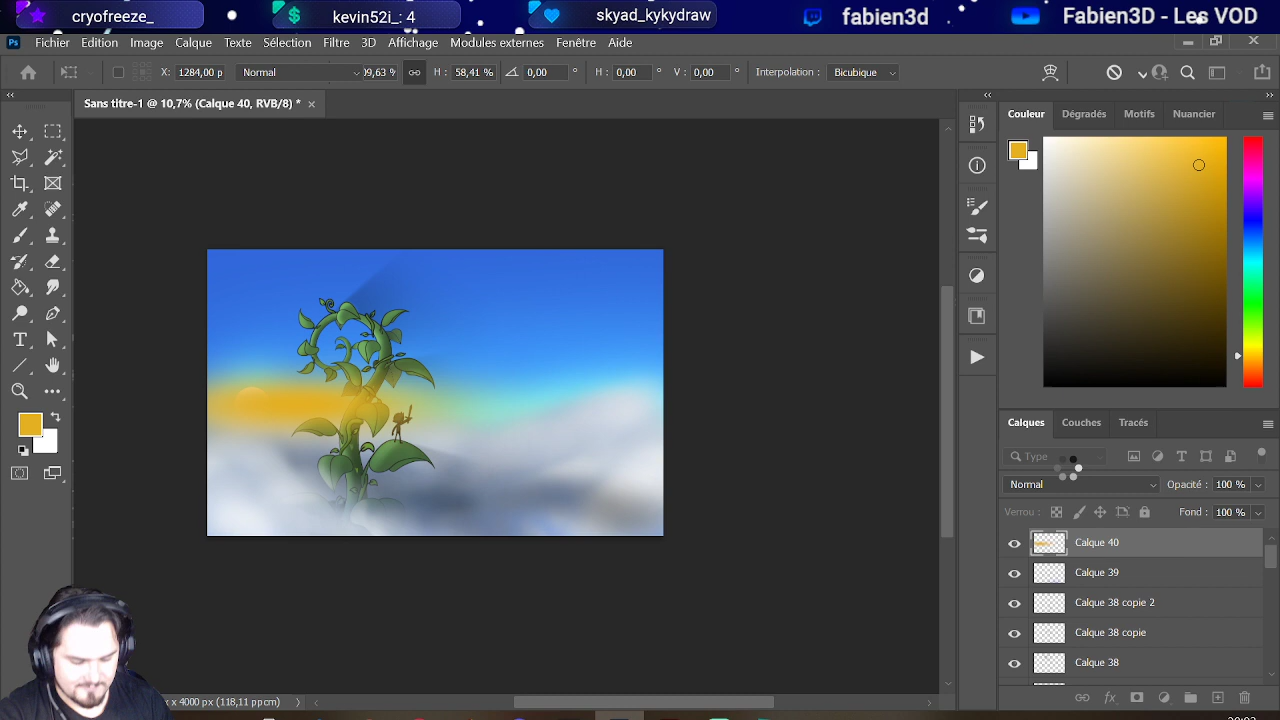 cryofreeze_
kevin52i_: 4
skyad_kykydraw
fabien3d
Fabien3D - Les VOD
Ps Fichier Edition Image Calque Texte Sélection Filtre 3D Affichage Modules externes Fenêtre Aide
X: 1284,00 p Normal 09,63 % H : 58,41 % 0,00 ° H : 0,00 ° V : 0,00 ° Interpolation : Bicubique
Sans titre-1 @ 10,7% (Calque 40, RVB/8) *
Couleur Dégradés Motifs Nuancier
Calques Couches Tracés
Type
Normal Opacité : 100 %
Verrou : Fond : 100 %
Calque 40
Calque 39
Calque 38 copie 2
Calque 38 copie
Calque 38
x 4000 px (118,11 ppcm)